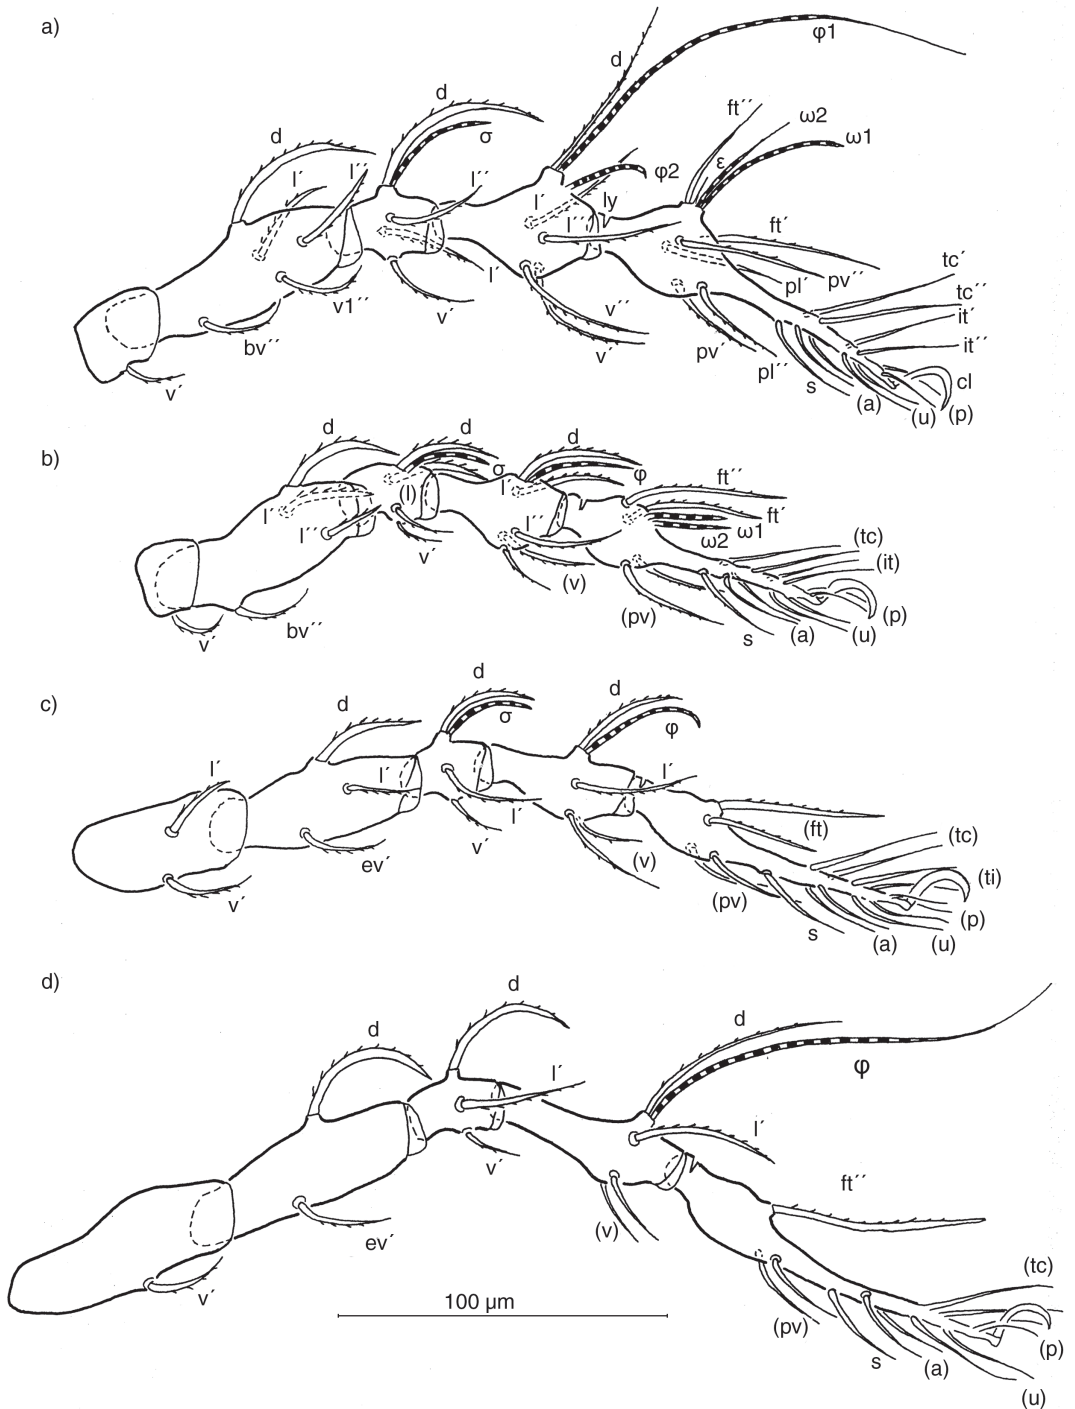 a)
φ1
d
d
σ
d
l´
l´´
l´´
φ2
l´
l´´
ly
ft´´
ω2
ε
ω1
ft´
pv´´
pl´
tc´
tc´´
it´
it´´
cl
v1´´
v´
l´
v´´
v´
pv´
pl´´
s
(a)
(u)
(p)
bv´´
v´
b)
d
d
d
σ
φ
ft´´
ft´
ω1
ω2
l´
l´´
(l)
l´
l´´
v´
(v)
(pv)
(tc)
(it)
(p)
(u)
(a)
s
bv´´
v´
c)
d
d
d
σ
φ
l´
l´
l´
l´
(ft)
(tc)
(ti)
(p)
(u)
(a)
s
(pv)
(v)
v´
ev´
v´
d)
d
d
d
φ
l´
l´
ft´´
v´
ev´
v´
(v)
(pv)
s
(a)
(u)
(p)
(tc)
100 µm